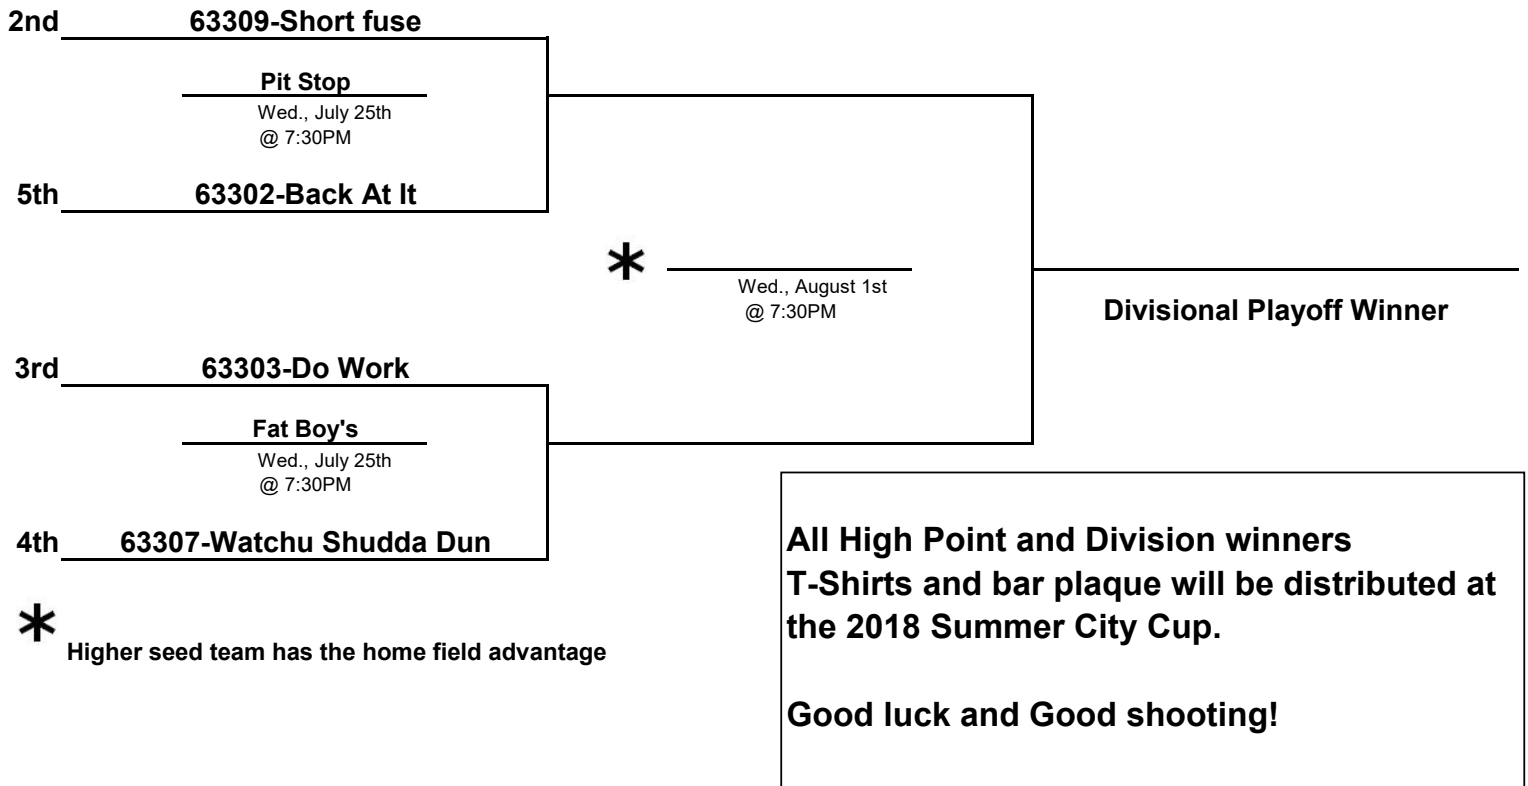 2nd 63309-Short fuse
Pit Stop
Wed., July 25th
@ 7:30PM
5th 63302-Back At It
*
Wed., August 1st
@ 7:30PM
Divisional Playoff Winner
3rd 63303-Do Work
Fat Boy's
Wed., July 25th
@ 7:30PM
4th 63307-Watchu Shudda Dun
* Higher seed team has the home field advantage
All High Point and Division winners
T-Shirts and bar plaque will be distributed at
the 2018 Summer City Cup.
Good luck and Good shooting!